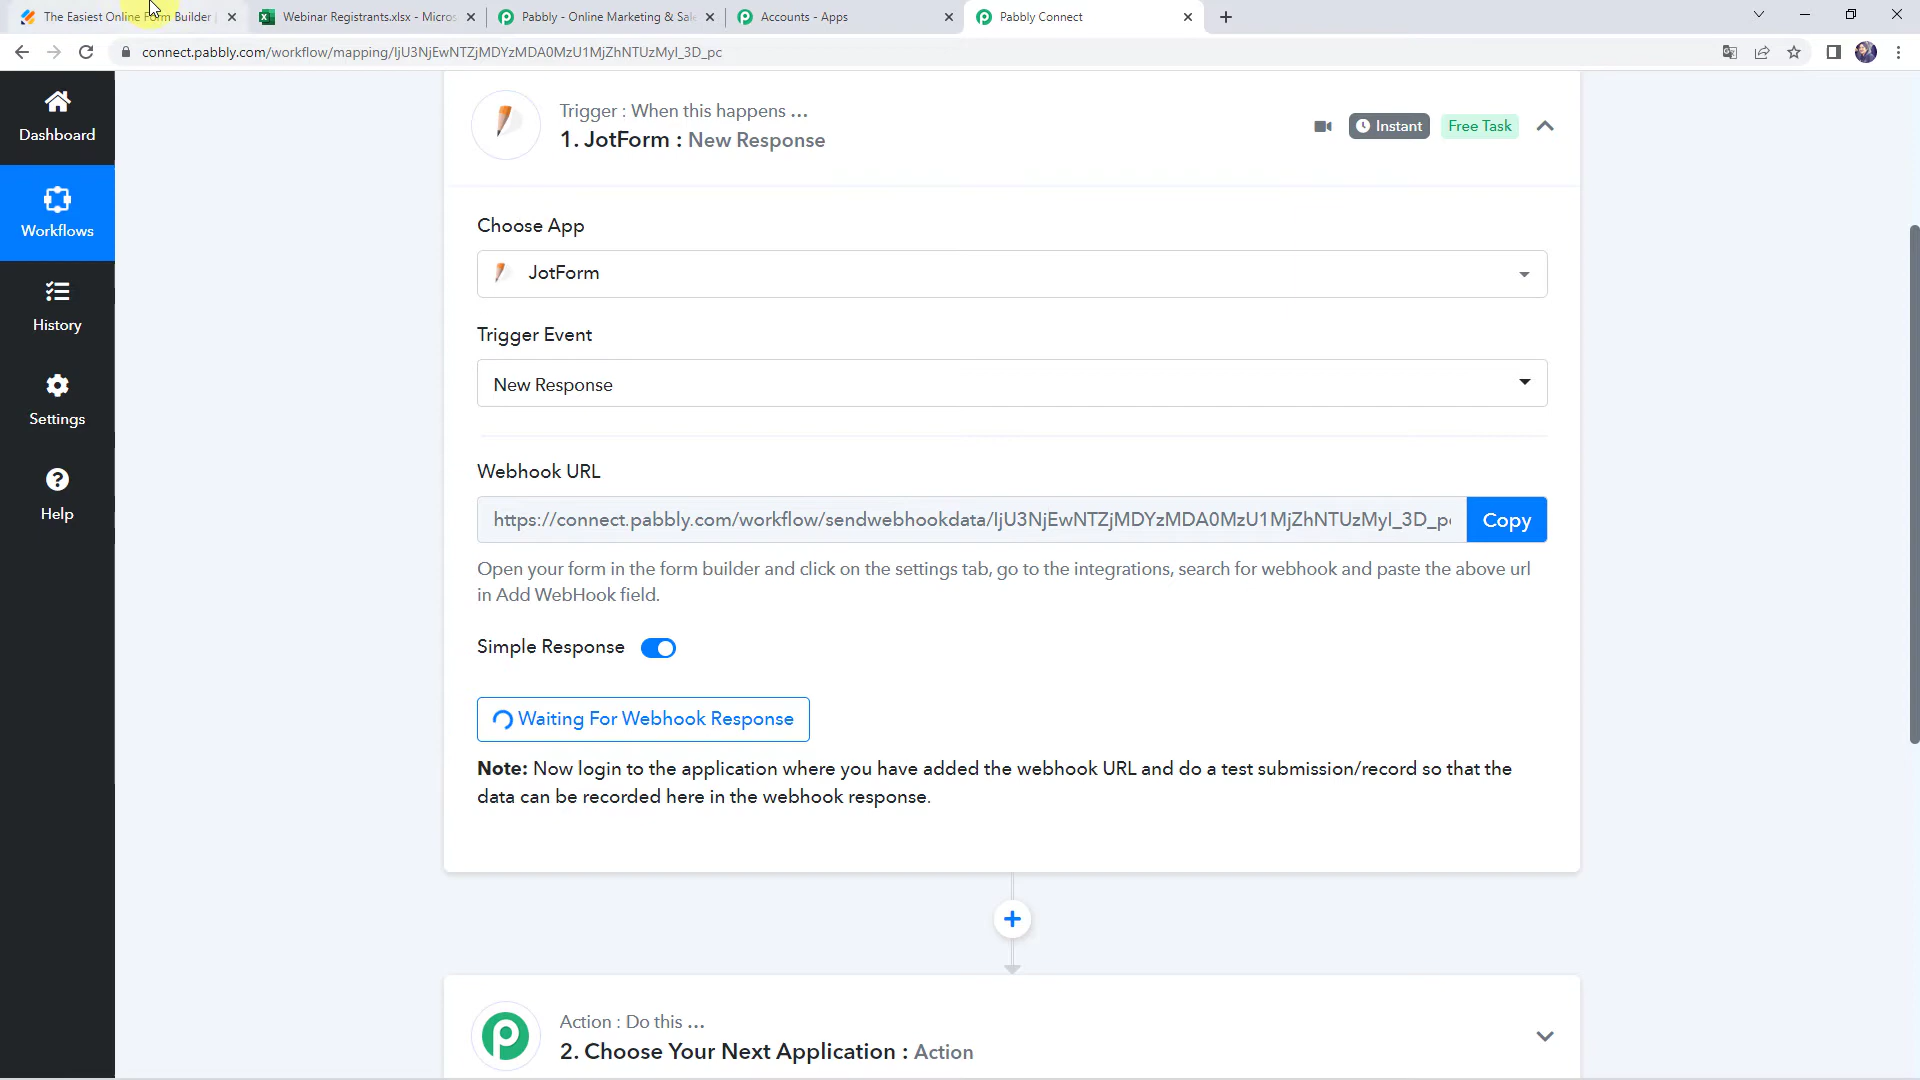 The Easiest Online Form Builder
Webinar Registrants.xlsx - Micros
Pabbly - Online Marketing & Sale
Accounts - Apps
Pabbly Connect
connect.pabbly.com/workflow/mapping/IjU3NjEwNTZjMDYzMDA0MzU1MjZhNTUzMyI_3D_pc
Dashboard
Workflows
History
Settings
Help
Trigger : When this happens ...
1. JotForm : New Response
Instant
Free Task
Choose App
JotForm
Trigger Event
New Response
Webhook URL
https://connect.pabbly.com/workflow/sendwebhookdata/IjU3NjEwNTZjMDYzMDA0MzU1MjZhNTUzMyI_3D_pc
Copy
Open your form in the form builder and click on the settings tab, go to the integrations, search for webhook and paste the above url
in Add WebHook field.
Simple Response
Waiting For Webhook Response
Note: Now login to the application where you have added the webhook URL and do a test submission/record so that the
data can be recorded here in the webhook response.
Action : Do this ...
2. Choose Your Next Application : Action